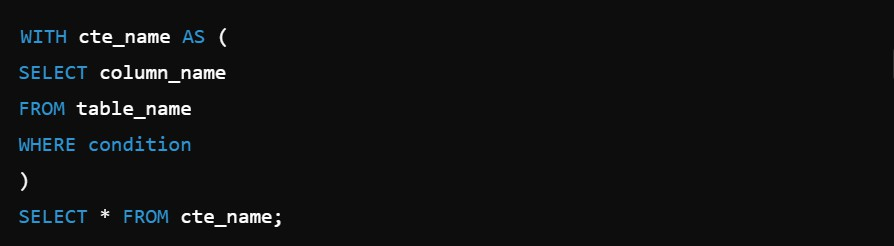 WITH cte_name AS (
SELECT column_name
FROM table_name
WHERE condition
)
SELECT * FROM cte_name;